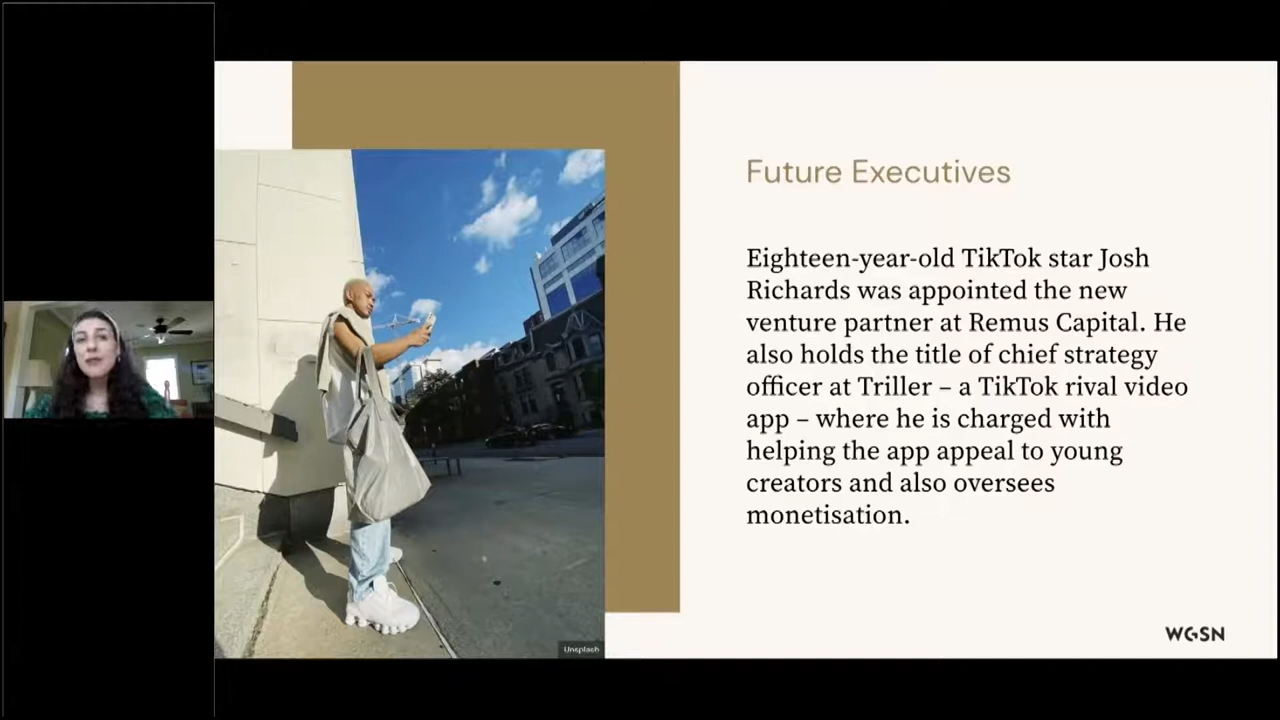 Future Executives
Eighteen-year-old TikTok star Josh
Richards was appointed the new
venture partner at Remus Capital. He
also holds the title of chief strategy
officer at Triller – a TikTok rival video
app – where he is charged with
helping the app appeal to young
creators and also oversees
monetisation.
Unsplash
WGSN